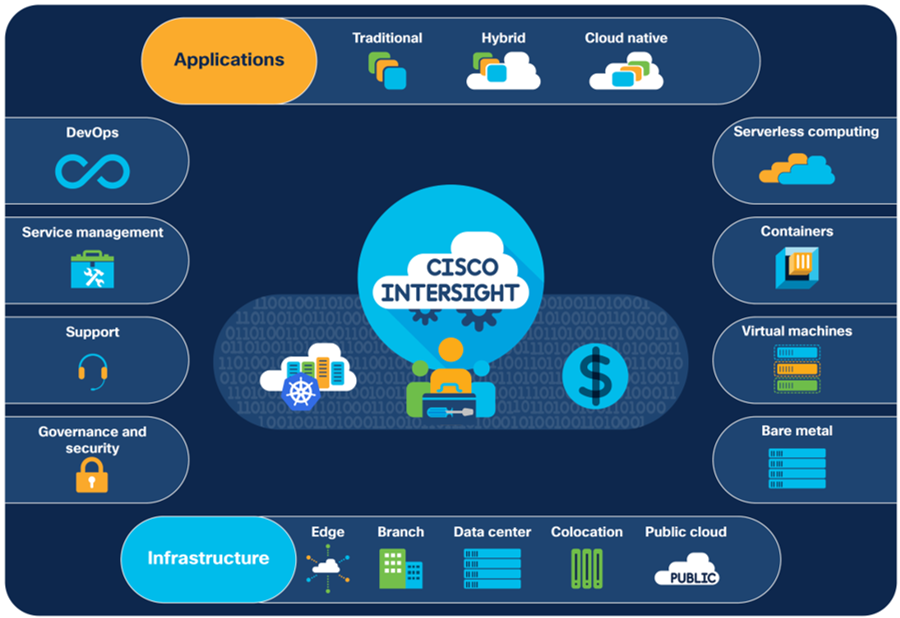 Applications
Traditional
Hybrid
Cloud native
DevOps
Serverless computing
Service management
Containers
CISCO
INTERSIGHT
Support
Virtual machines
Governance and
security
Bare metal
Infrastructure
Edge
Branch
Data center
Colocation
Public cloud
PUBLIC
$